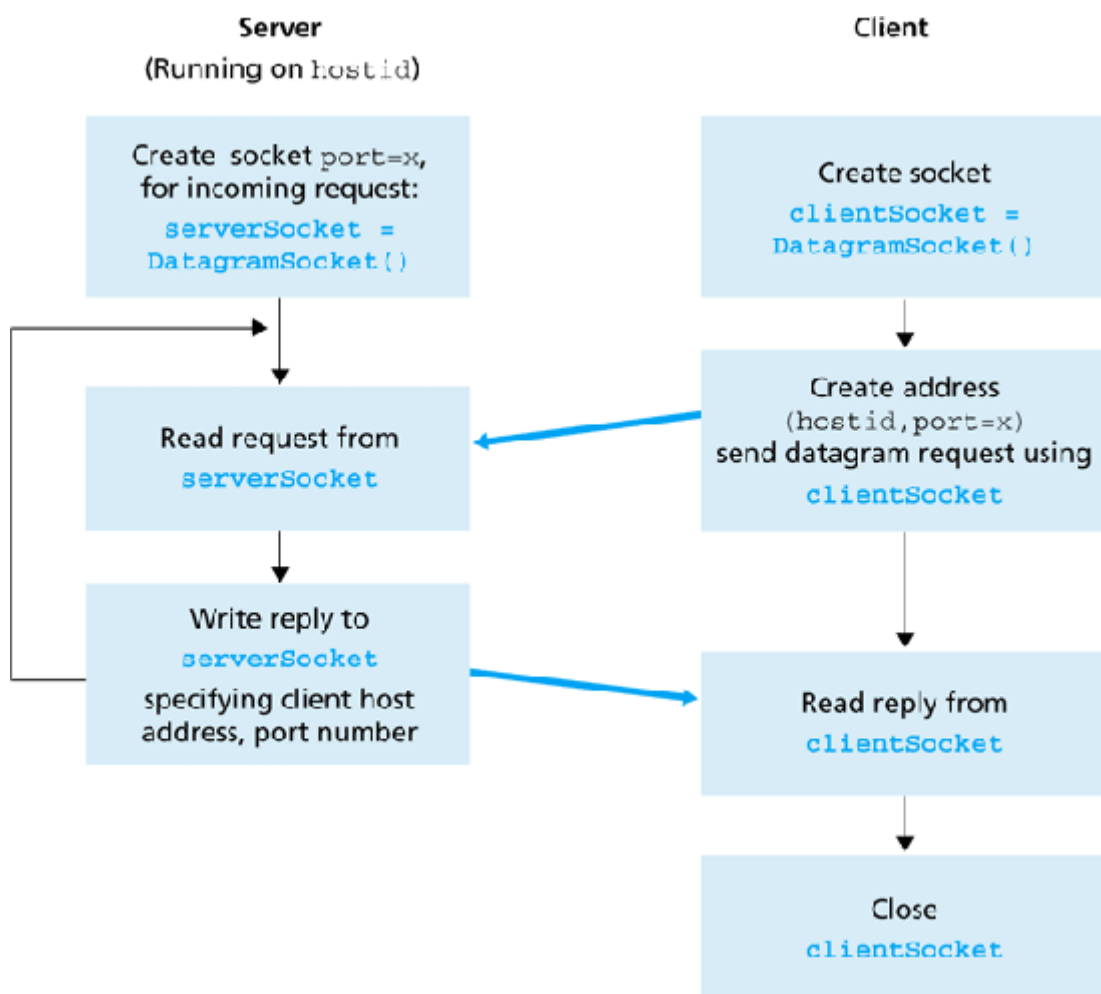 Server
(Running on hostid)
Create socket port=x,
for incoming request:
serverSocket =
DatagramSocket()
Read request from
serverSocket
Write reply to
serverSocket
specifying client host
address, port number
Client
Create socket
clientSocket =
DatagramSocket()
Create address
(hostid,port=x)
send datagram request using
clientSocket
Read reply from
clientSocket
Close
clientSocket